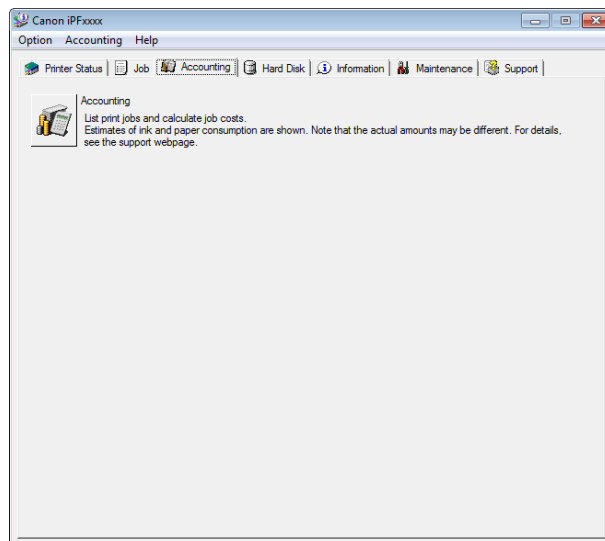 Canon iPFxxxx
Option Accounting Help
Printer Status Job Accounting Hard Disk Information Maintenance Support
Accounting
List print jobs and calculate job costs.
Estimates of ink and paper consumption are shown. Note that the actual amounts may be different. For details,
see the support webpage.